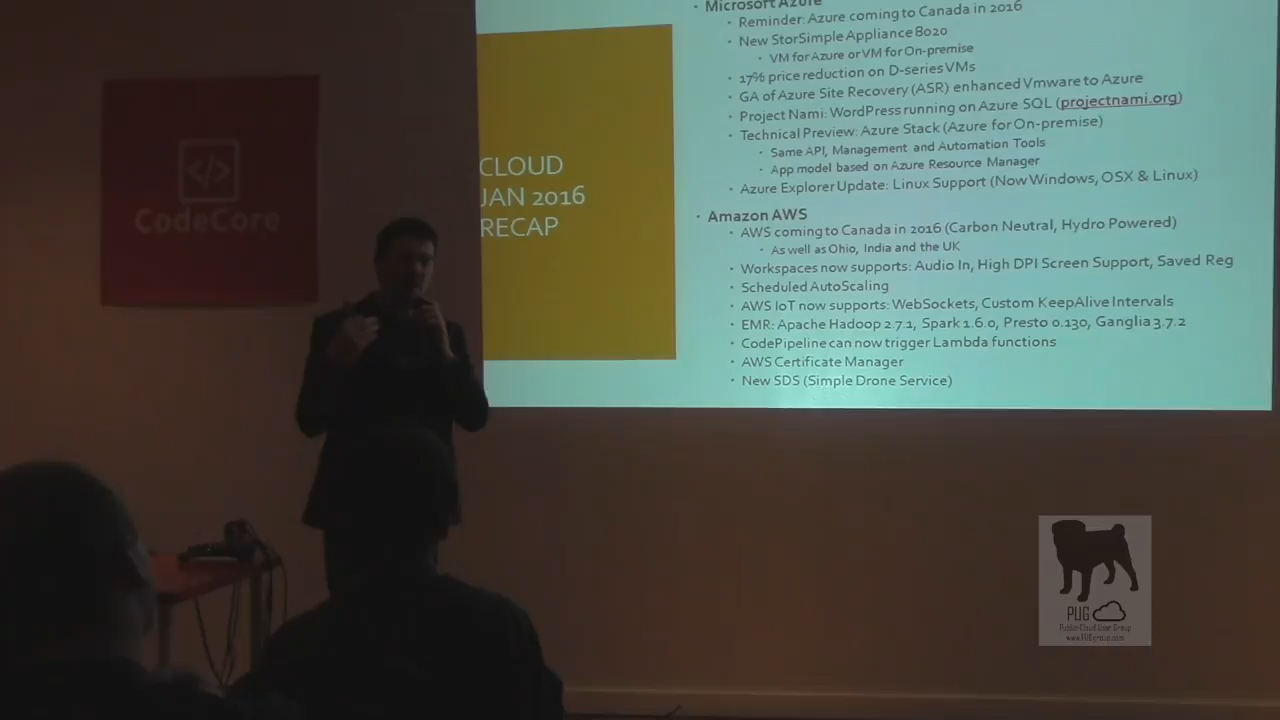 </>
CodeCore
CLOUD
JAN 2016
RECAP
• Microsoft Azure
• Reminder: Azure coming to Canada in 2016
• New StorSimple Appliance 8020
• VM for Azure or VM for On-premise
• 17% price reduction on D-series VMs
• GA of Azure Site Recovery (ASR) enhanced Vmware to Azure
• Project Nami: WordPress running on Azure SQL (projectnami.org)
• Technical Preview: Azure Stack (Azure for On-premise)
• Same API, Management and Automation Tools
• App model based on Azure Resource Manager
• Azure Explorer Update: Linux Support (Now Windows, OSX & Linux)
• Amazon AWS
• AWS coming to Canada in 2016 (Carbon Neutral, Hydro Powered)
• As well as Ohio, India and the UK
• Workspaces now supports: Audio In, High DPI Screen Support, Saved Reg
• Scheduled AutoScaling
• AWS IoT now supports: WebSockets, Custom KeepAlive Intervals
• EMR: Apache Hadoop 2.7.1, Spark 1.6.0, Presto 0.130, Ganglia 3.7.2
• CodePipeline can now trigger Lambda functions
• AWS Certificate Manager
• New SDS (Simple Drone Service)
PUG
Public-Cloud User Group
www.PUGgroup.com